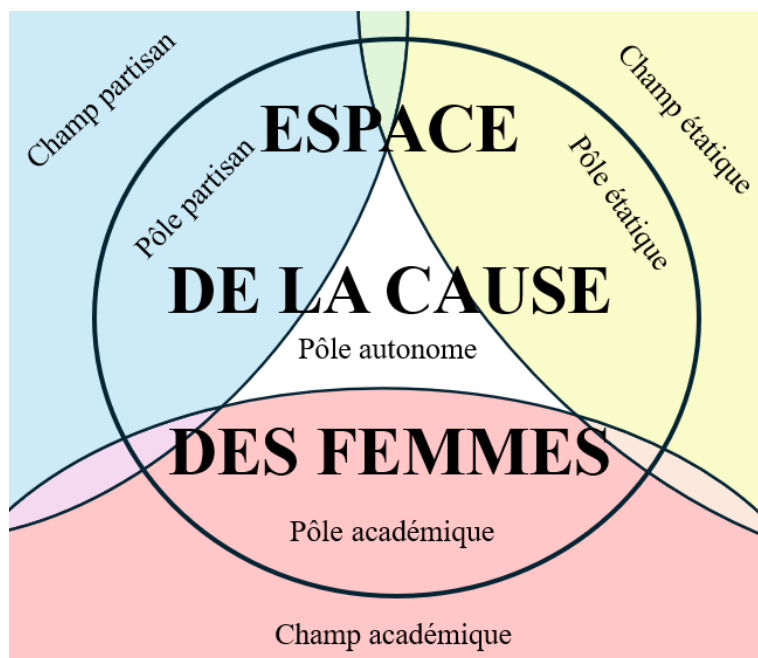 Champ partisan
Champ étatique
ESPACE
Pôle partisan
Pôle étatique
DE LA CAUSE
Pôle autonome
DES FEMMES
Pôle académique
Champ académique